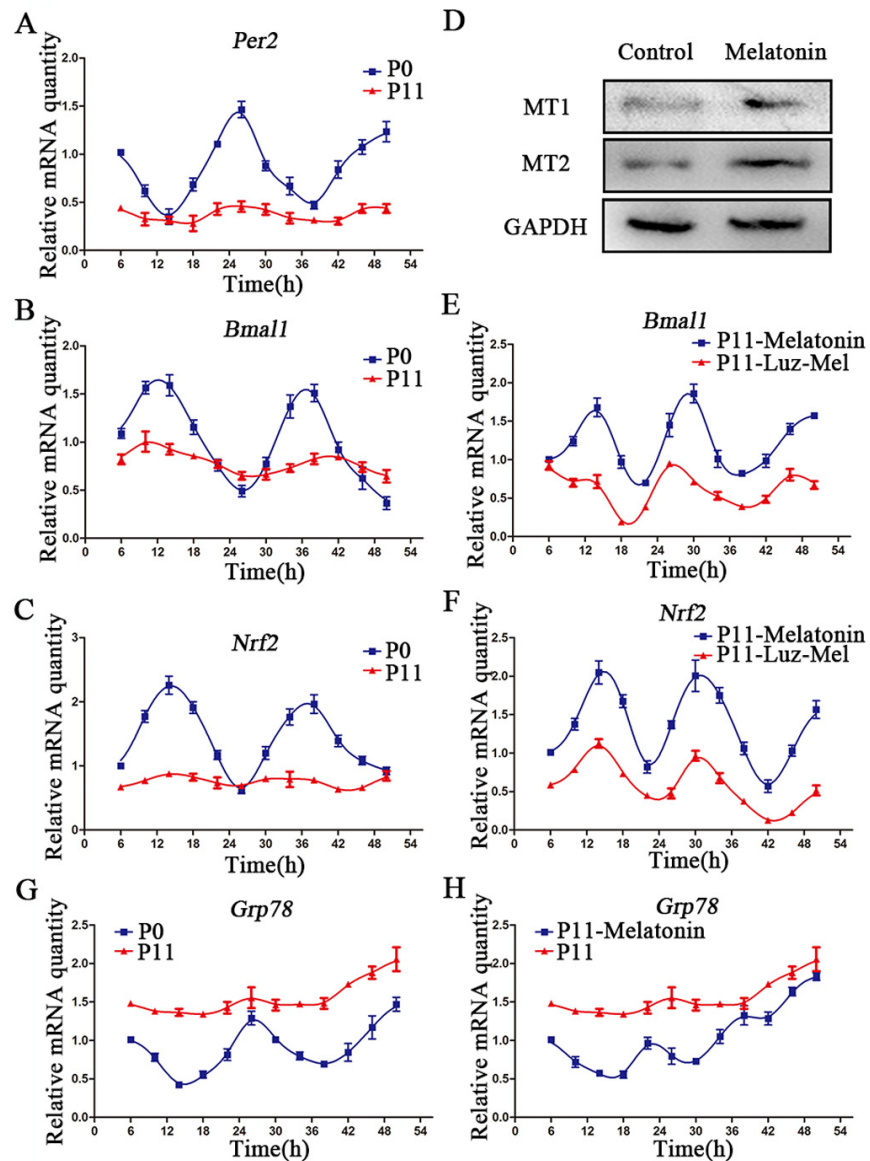 A
Per2
P0
P11
Relative mRNA quantity
2.0
1.5
1.0
0.5
0.0
0 6 12 18 24 30 36 42 48 54
Time(h)
D
Control Melatonin
MT1
MT2
GAPDH
B
Bmal1
P0
P11
Relative mRNA quantity
2.0
1.5
1.0
0.5
0.0
0 6 12 18 24 30 36 42 48 54
Time(h)
E
Bmal1
P11-Melatonin
P11-Luz-Mel
Relative mRNA quantity
2.5
2.0
1.5
1.0
0.5
0.0
0 6 12 18 24 30 36 42 48 54
Time(h)
C
Nrf2
P0
P11
Relative mRNA quantity
3
2
1
0
0 6 12 18 24 30 36 42 48 54
Time(h)
F
Nrf2
P11-Melatonin
P11-Luz-Mel
Relative mRNA quantity
2.5
2.0
1.5
1.0
0.5
0.0
0 6 12 18 24 30 36 42 48 54
Time(h)
G
Grp78
P0
P11
Relative mRNA quantity
2.5
2.0
1.5
1.0
0.5
0.0
0 6 12 18 24 30 36 42 48 54
Time(h)
H
Grp78
P11-Melatonin
P11
Relative mRNA quantity
2.5
2.0
1.5
1.0
0.5
0.0
0 6 12 18 24 30 36 42 48 54
Time(h)